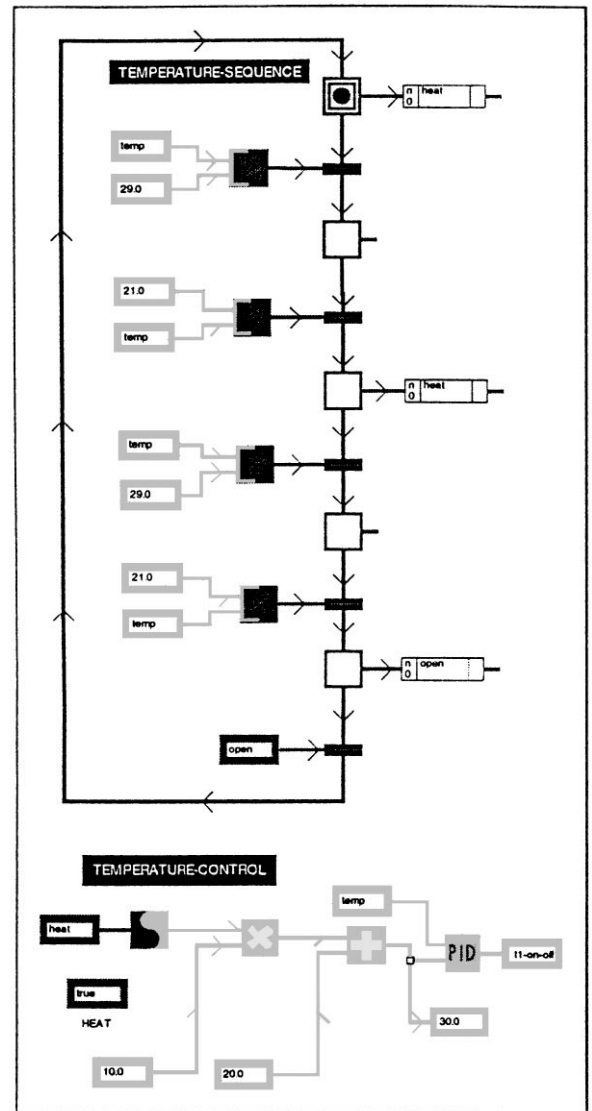 TEMPERATURE-SEQUENCE
n heat
0
temp
29.0
21.0
temp
n heat
0
temp
29.0
21.0
temp
n open
0
open
TEMPERATURE-CONTROL
temp
heat
PID
t1-on-off
true
30.0
HEAT
10.0
20.0